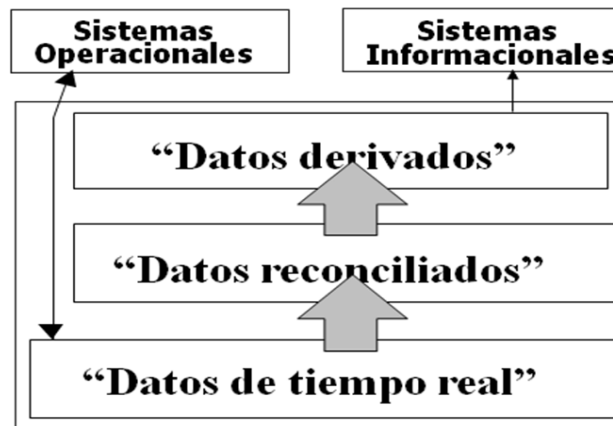 Sistemas
Operacionales
Sistemas
Informacionales
“Datos derivados”
“Datos reconciliados”
“Datos de tiempo real”